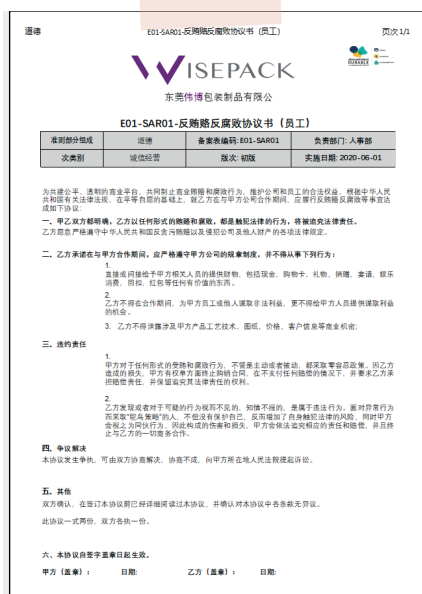 道德
E01-SAR01-反贿赂反腐败协议书（员工）
页次 1/1
WISEPACK
DURABLE
东莞伟博包装制品有限公
E01-SAR01-反贿赂反腐败协议书（员工）
准则部分组成 道德 备案表编码: E01-SAR01 负责部门: 人事部
次类别 诚信经营 版次: 初版 实施日期: 2020-06-01
为共建公平、透明的商业平台，共同制止商业贿赂和腐败行为，维护公司和员工的合法权益，根据中华人民
共和国有关法律法规，在平等自愿的基础上，就乙方在与甲方公司合作期间，应履行反贿赂反腐败等事宜达
成如下协议：
一、甲乙双方都明确，乙方以任何形式的贿赂和腐败，都是触犯法律的行为，将被追究法律责任。
乙方愿意严格遵守中华人民共和国反贪污贿赂以及侵犯公司及他人财产的各项法律规定。
二、乙方承诺在与甲方合作期间，应严格遵守甲方公司的规章制度。并不得从事下列行为：
1.
直接或间接给予甲方相关人员的提供财物，包括现金、购物卡、礼物、捐赠、宴请、娱乐
消费、回扣、红包等任何有价值的东西。
2.
乙方不得在合作期间，为甲方员工或他人谋取非法利益，更不得给甲方人员提供谋取利益
的机会。
3. 乙方不得泄露涉及甲方产品工艺技术、图纸、价格、客户信息等商业机密;
三、违约责任
1.
甲方对于任何形式的受贿和腐败行为，不管是主动或者被动，都采取零容忍政策。因乙方
造成的损失，甲方有权单方面终止购销合同，在不支付任何赔偿的情况下，并要求乙方承
担赔偿责任，并保留追究其法律责任的权利。
2.
乙方发现或者对于可疑的行为视而不见的、知情不报的，是属于违法行为。面对异常行为
而采取“鸵鸟策略”的人，不但没有保护自己，反而增加了自身触犯法律的风险，同时甲方
会视之为同伙行为，因此构成的伤害和损失，甲方会依法追究相应的责任和赔偿，并且终
止与乙方的一切商务合作。
四、争议解决
本协议发生争执，可由双方协商解决，协商不成，向甲方所在地人民法院提起诉讼。
五、其他
双方确认，在签订本协议前已经详细阅读过本协议，并确认对本协议中各条款无异议。
此协议一式两份，双方各执一份。
六、本协议自签字盖章日起生效。
甲方（盖章）： 日期: 乙方（盖章）： 日期: